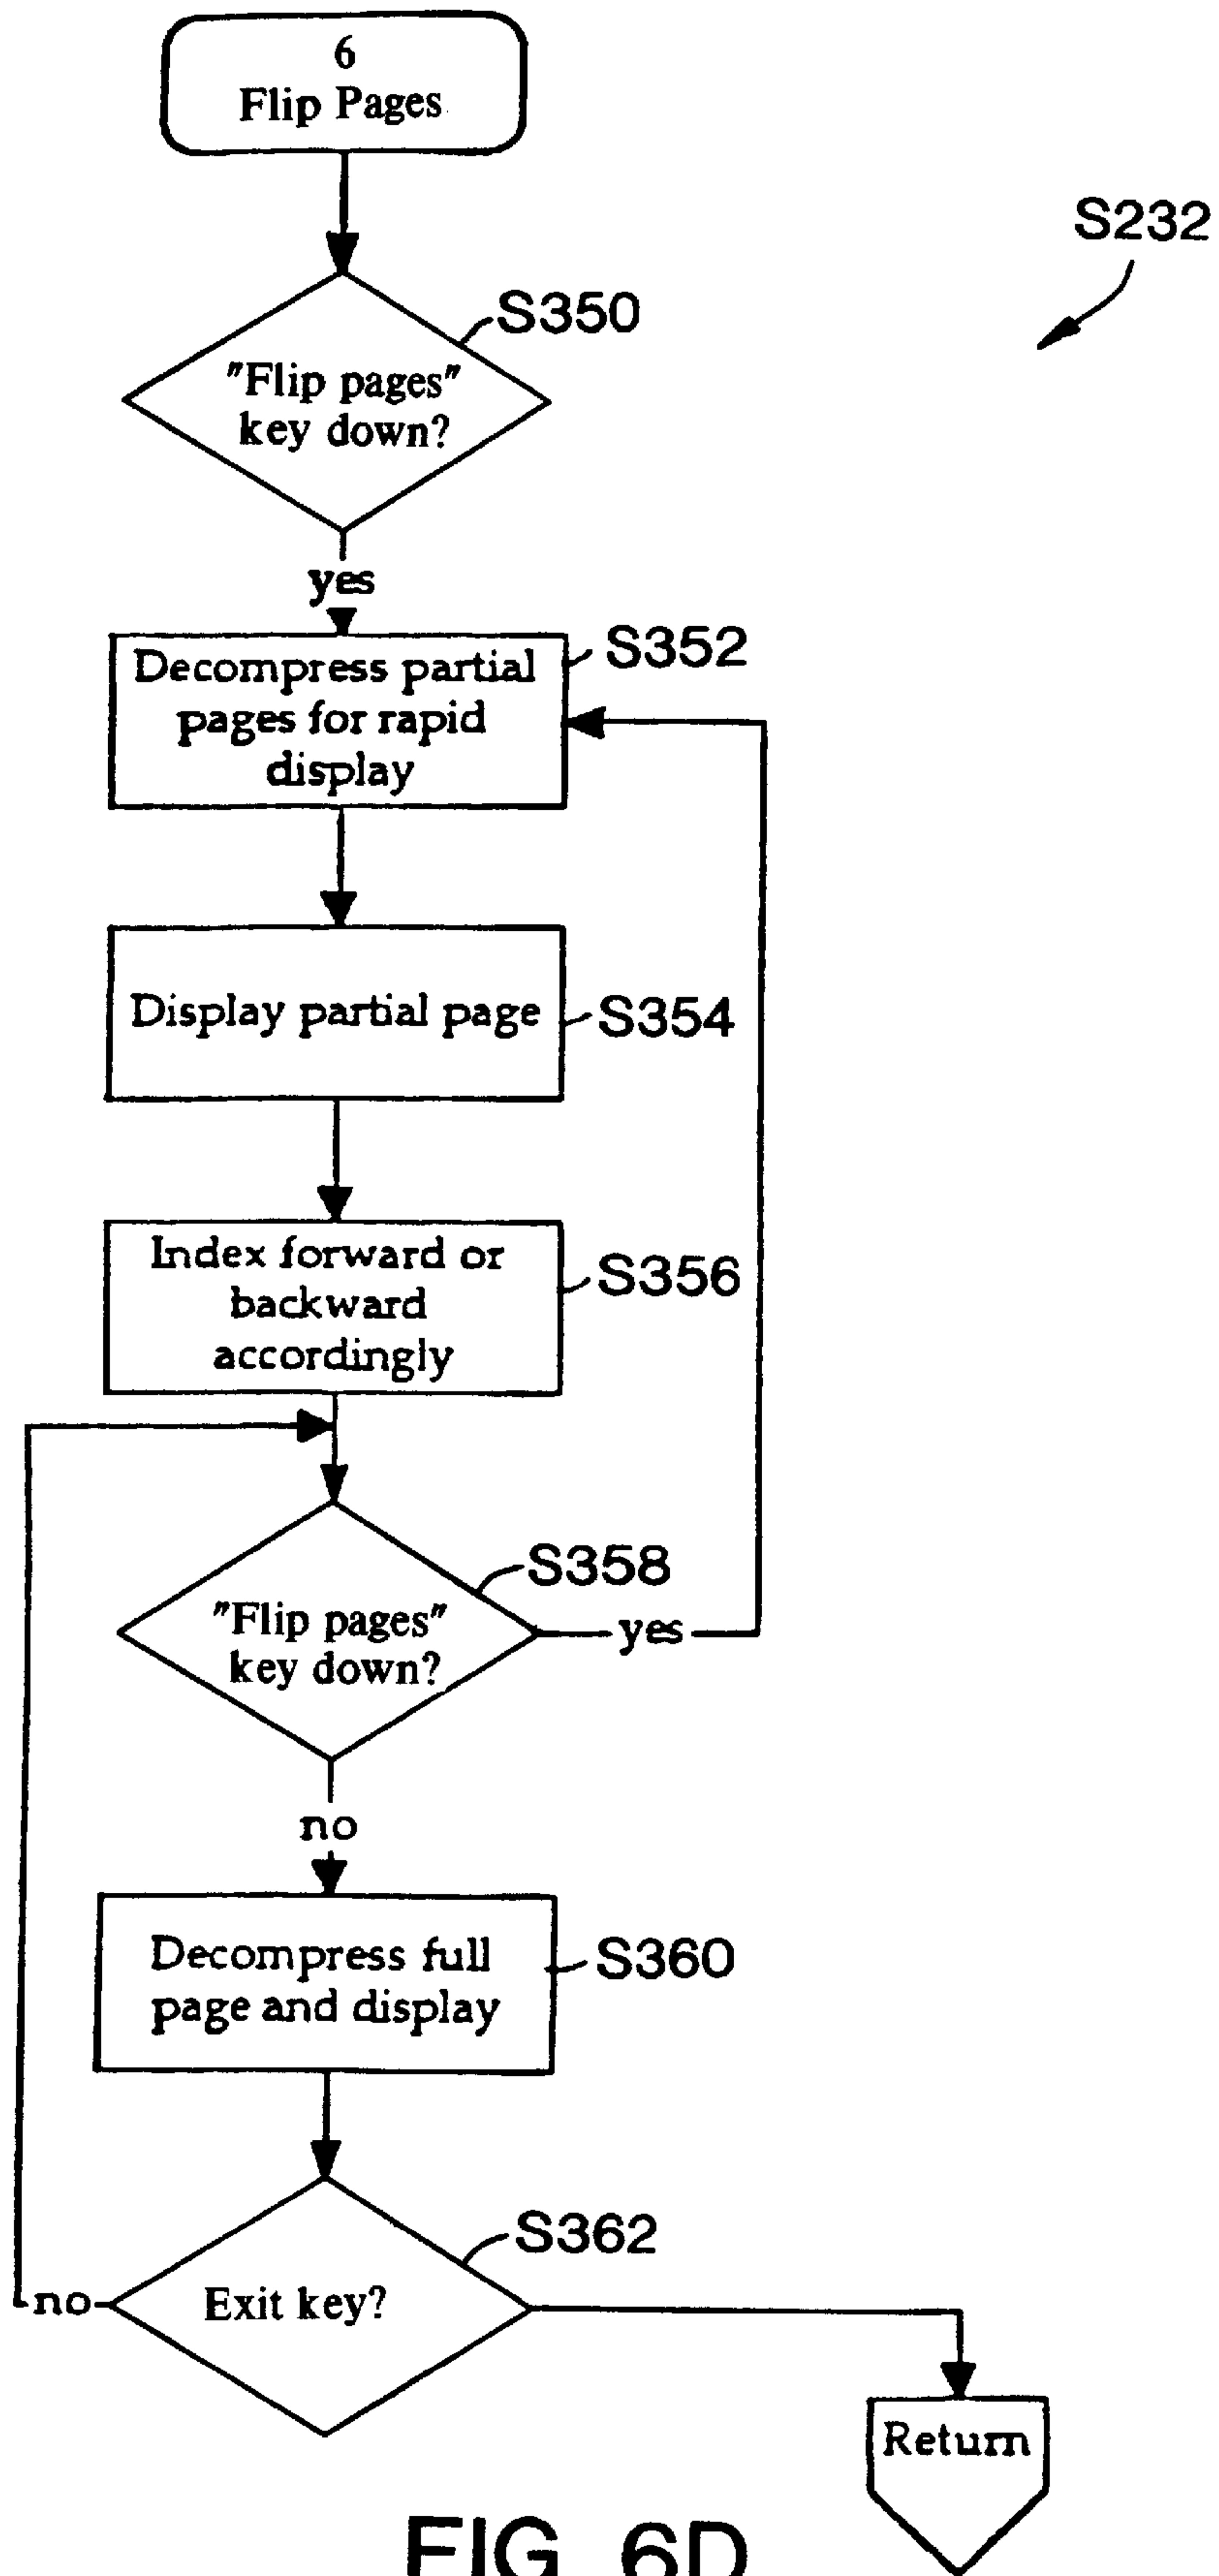 6
Flip Pages
S232
S350
"Flip pages"
key down?
yes
S352
Decompress partial
pages for rapid
display
Display partial page
S354
Index forward or
backward
accordingly
S356
S358
"Flip pages"
key down?
yes
no
Decompress full
page and display
S360
S362
Exit key?
no
Return
FIG 6D